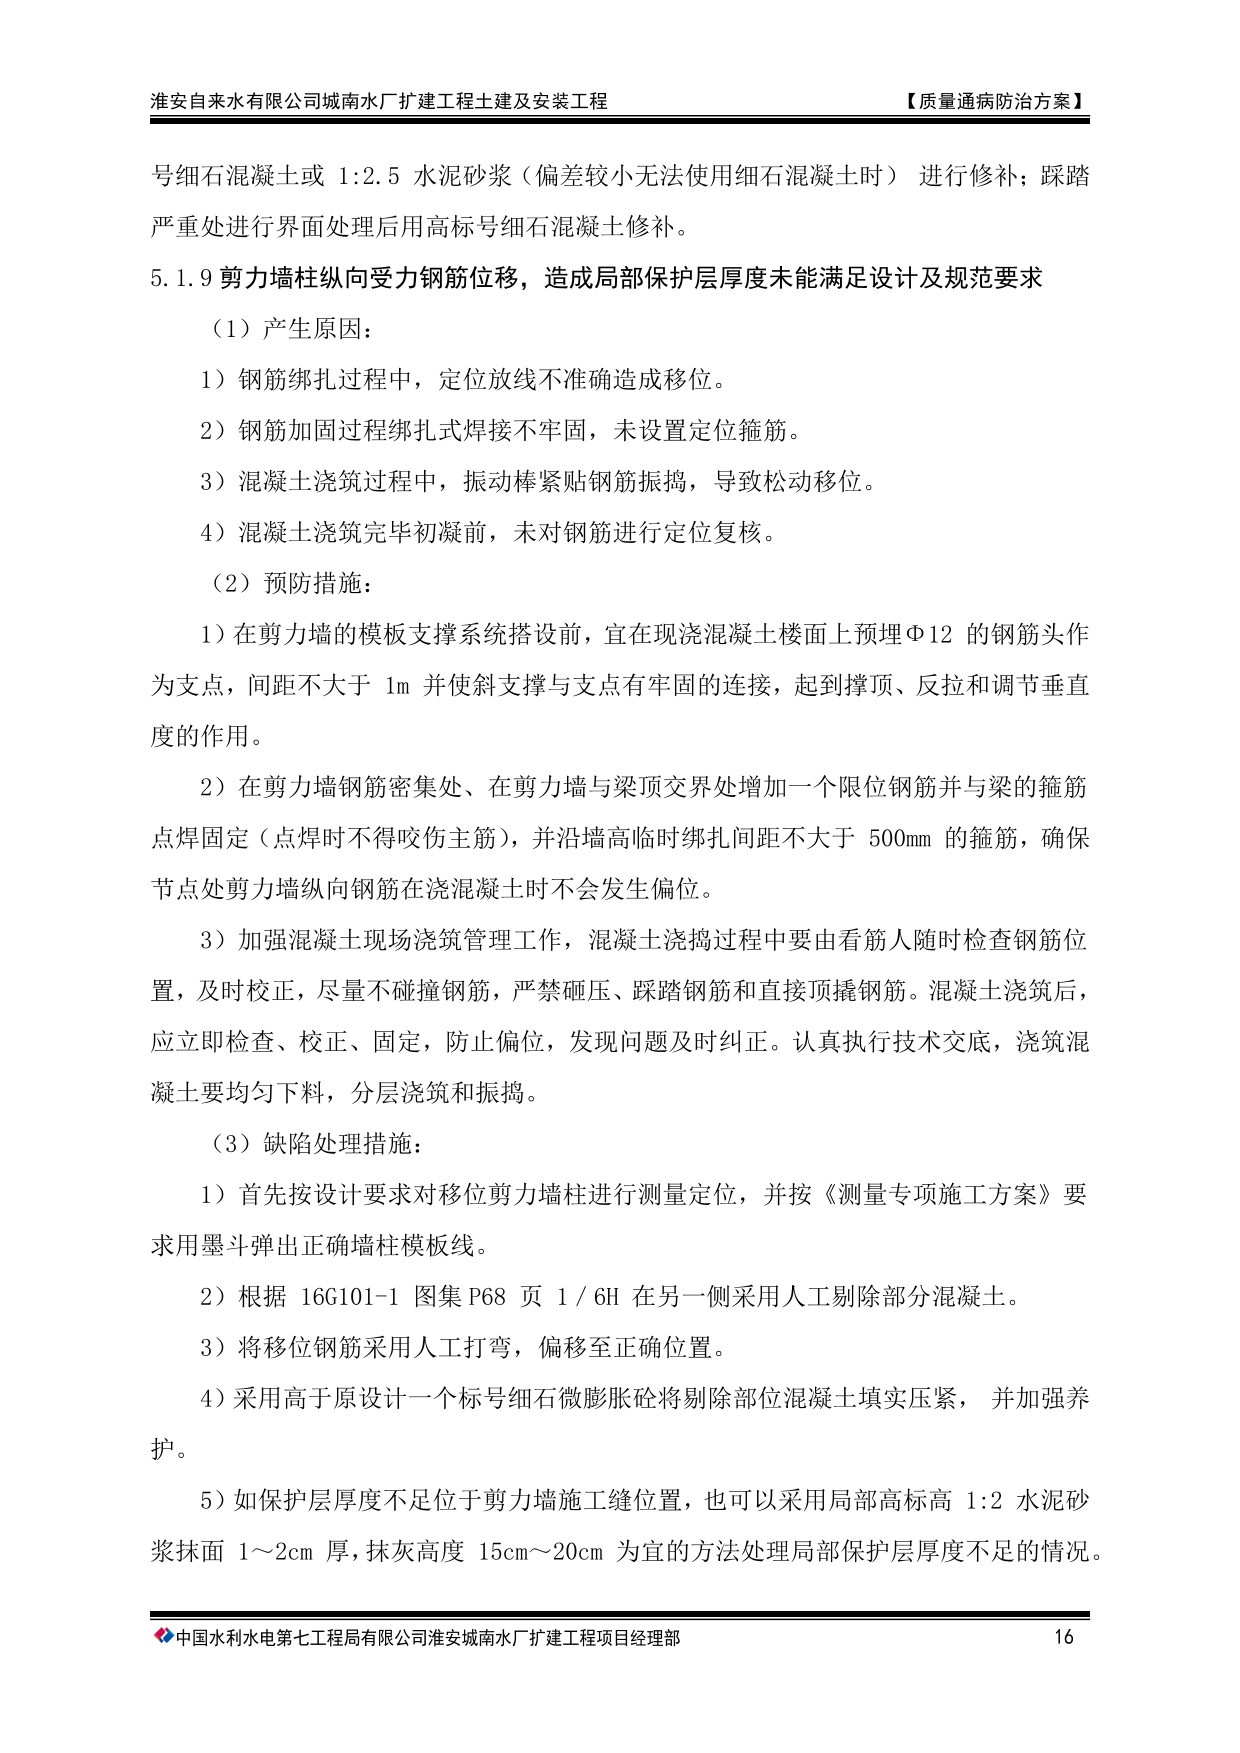 淮安自来水有限公司城南水厂扩建工程土建及安装工程 【质量通病防治方案】
号细石混凝土或 1:2.5 水泥砂浆（偏差较小无法使用细石混凝土时） 进行修补；踩踏
严重处进行界面处理后用高标号细石混凝土修补。
5.1.9 剪力墙柱纵向受力钢筋位移，造成局部保护层厚度未能满足设计及规范要求
（1）产生原因：
1）钢筋绑扎过程中，定位放线不准确造成移位。
2）钢筋加固过程绑扎式焊接不牢固，未设置定位箍筋。
3）混凝土浇筑过程中，振动棒紧贴钢筋振捣，导致松动移位。
4）混凝土浇筑完毕初凝前，未对钢筋进行定位复核。
（2）预防措施：
1）在剪力墙的模板支撑系统搭设前，宜在现浇混凝土楼面上预埋Φ12 的钢筋头作
为支点，间距不大于 1m 并使斜支撑与支点有牢固的连接，起到撑顶、反拉和调节垂直
度的作用。
2）在剪力墙钢筋密集处、在剪力墙与梁顶交界处增加一个限位钢筋并与梁的箍筋
点焊固定（点焊时不得咬伤主筋），并沿墙高临时绑扎间距不大于 500mm 的箍筋，确保
节点处剪力墙纵向钢筋在浇混凝土时不会发生偏位。
3）加强混凝土现场浇筑管理工作，混凝土浇捣过程中要由看筋人随时检查钢筋位
置，及时校正，尽量不碰撞钢筋，严禁砸压、踩踏钢筋和直接顶撬钢筋。混凝土浇筑后，
应立即检查、校正、固定，防止偏位，发现问题及时纠正。认真执行技术交底，浇筑混
凝土要均匀下料，分层浇筑和振捣。
（3）缺陷处理措施：
1）首先按设计要求对移位剪力墙柱进行测量定位，并按《测量专项施工方案》要
求用墨斗弹出正确墙柱模板线。
2）根据 16G101-1 图集 P68 页 1／6H 在另一侧采用人工剔除部分混凝土。
3）将移位钢筋采用人工打弯，偏移至正确位置。
4）采用高于原设计一个标号细石微膨胀砼将剔除部位混凝土填实压紧， 并加强养
护。
5）如保护层厚度不足位于剪力墙施工缝位置，也可以采用局部高标高 1:2 水泥砂
浆抹面 1～2cm 厚，抹灰高度 15cm～20cm 为宜的方法处理局部保护层厚度不足的情况。
中国水利水电第七工程局有限公司淮安城南水厂扩建工程项目经理部 16